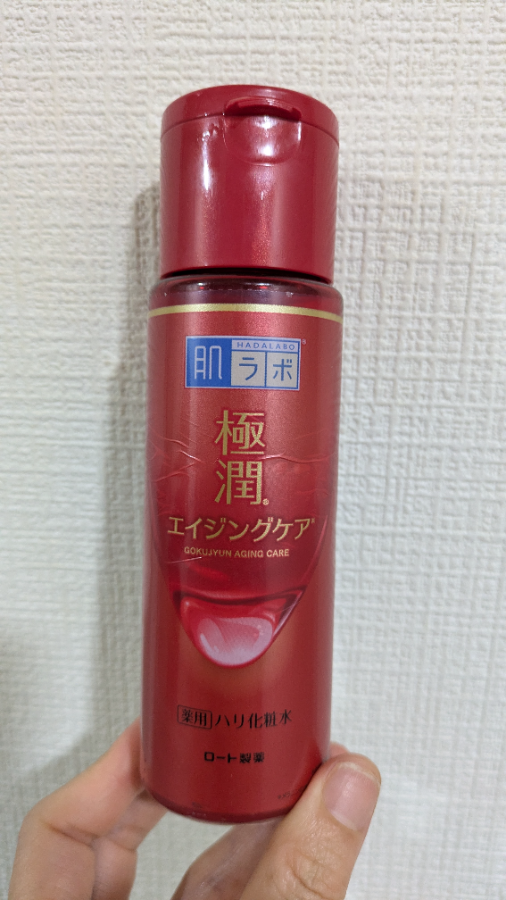 HADALABO
肌ラボ
極
潤®
エイジングケア*
GOKUJYUN AGING CARE
薬用 ハリ化粧水
ロート製薬